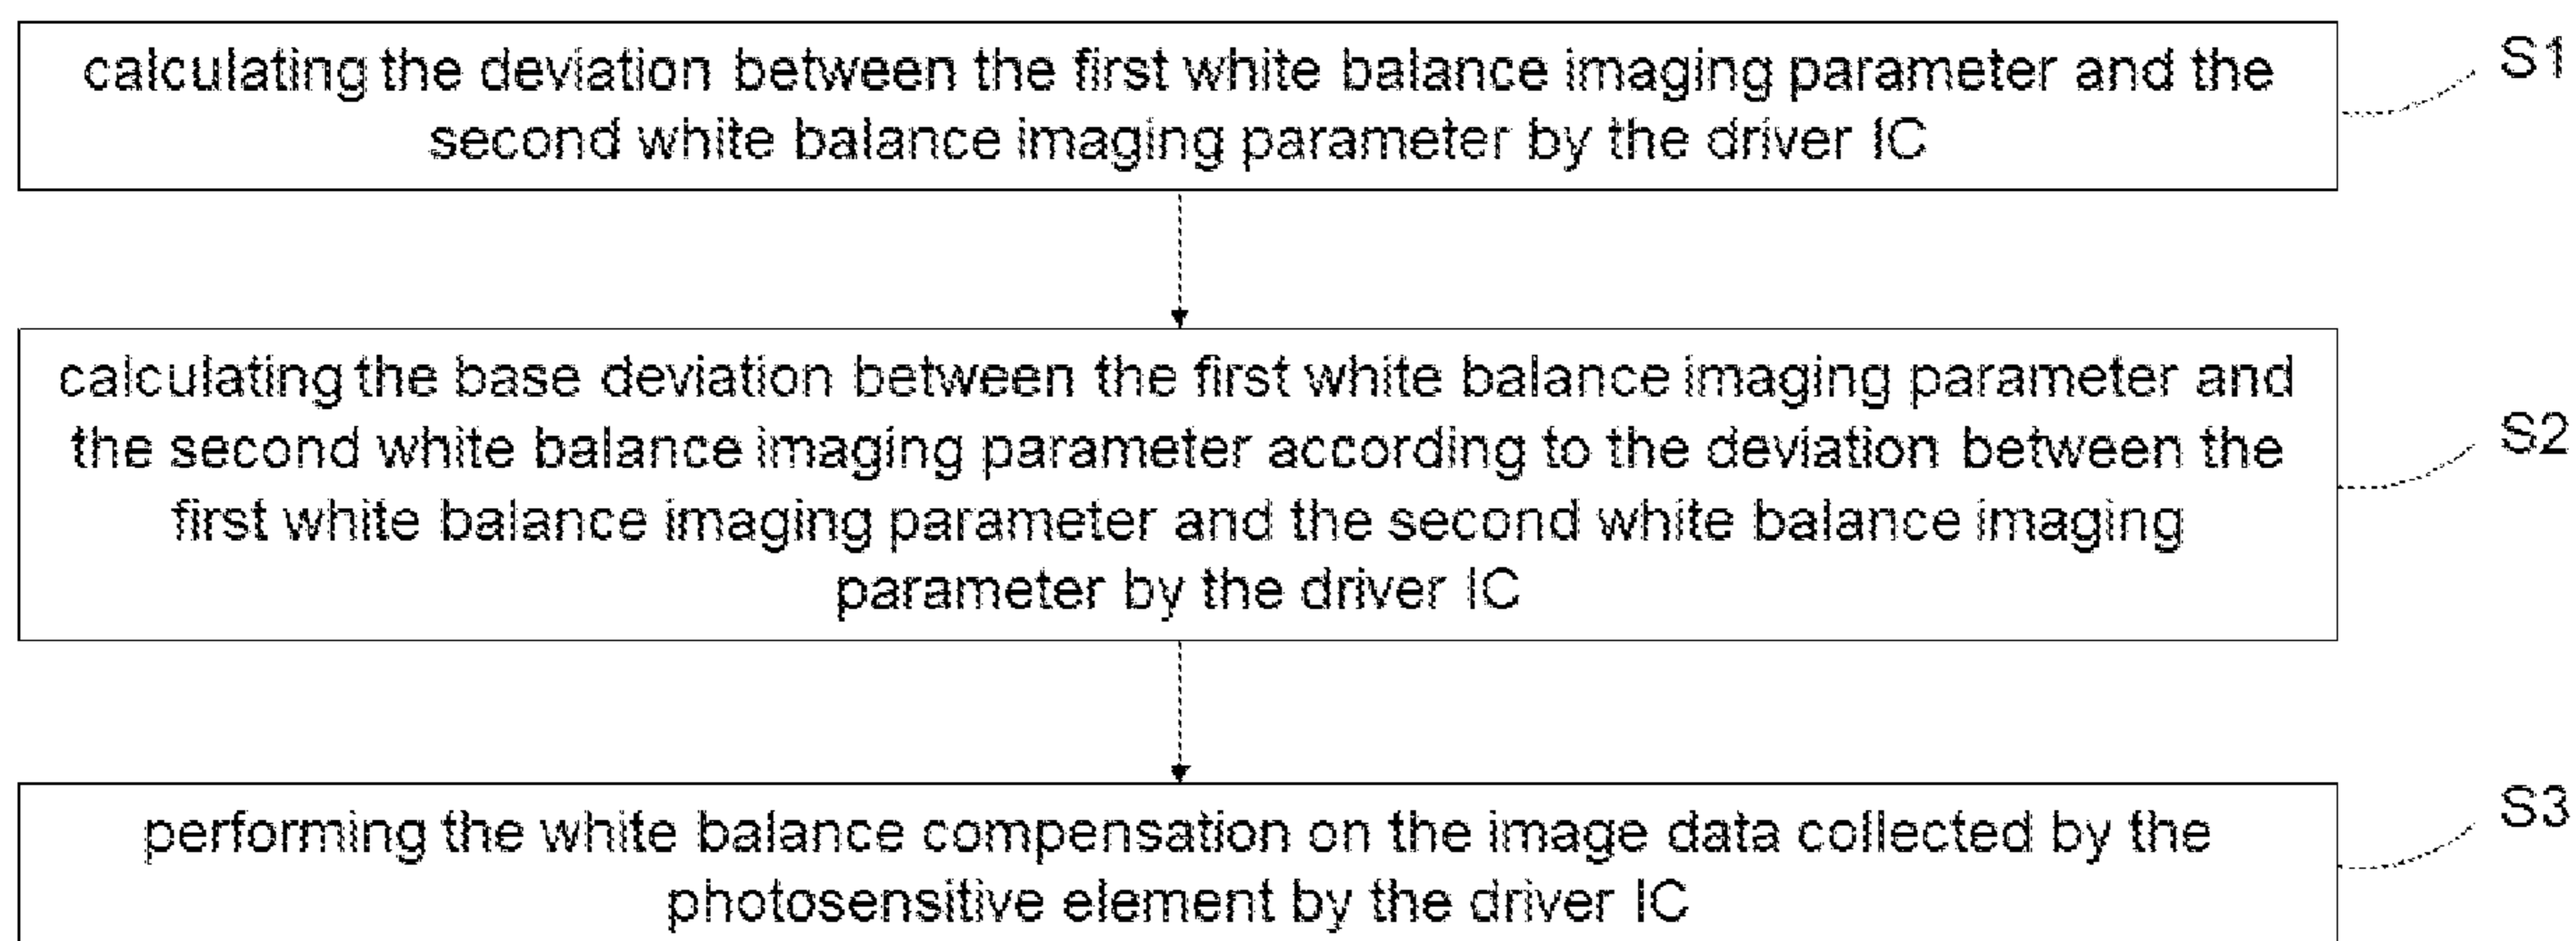 calculating the deviation between the first white balance imaging parameter and the
second white balance imaging parameter by the driver IC
S1
calculating the base deviation between the first white balance imaging parameter and
the second white balance imaging parameter according to the deviation between the
first white balance imaging parameter and the second white balance imaging
parameter by the driver IC
S2
performing the white balance compensation on the image data collected by the
photosensitive element by the driver IC
S3